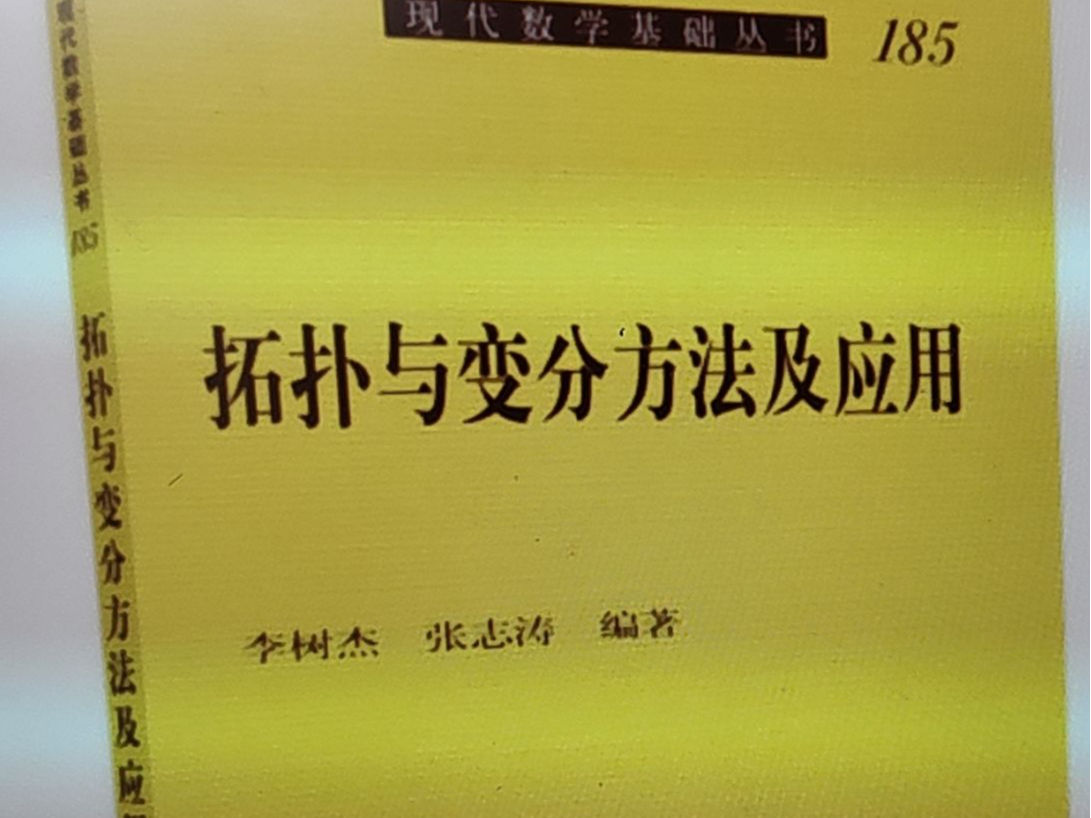 现代数学基础丛书 185
拓扑与变分方法及应用
李树杰 张志涛 编著
现代数学基础丛书 185
拓扑与变分方法及应